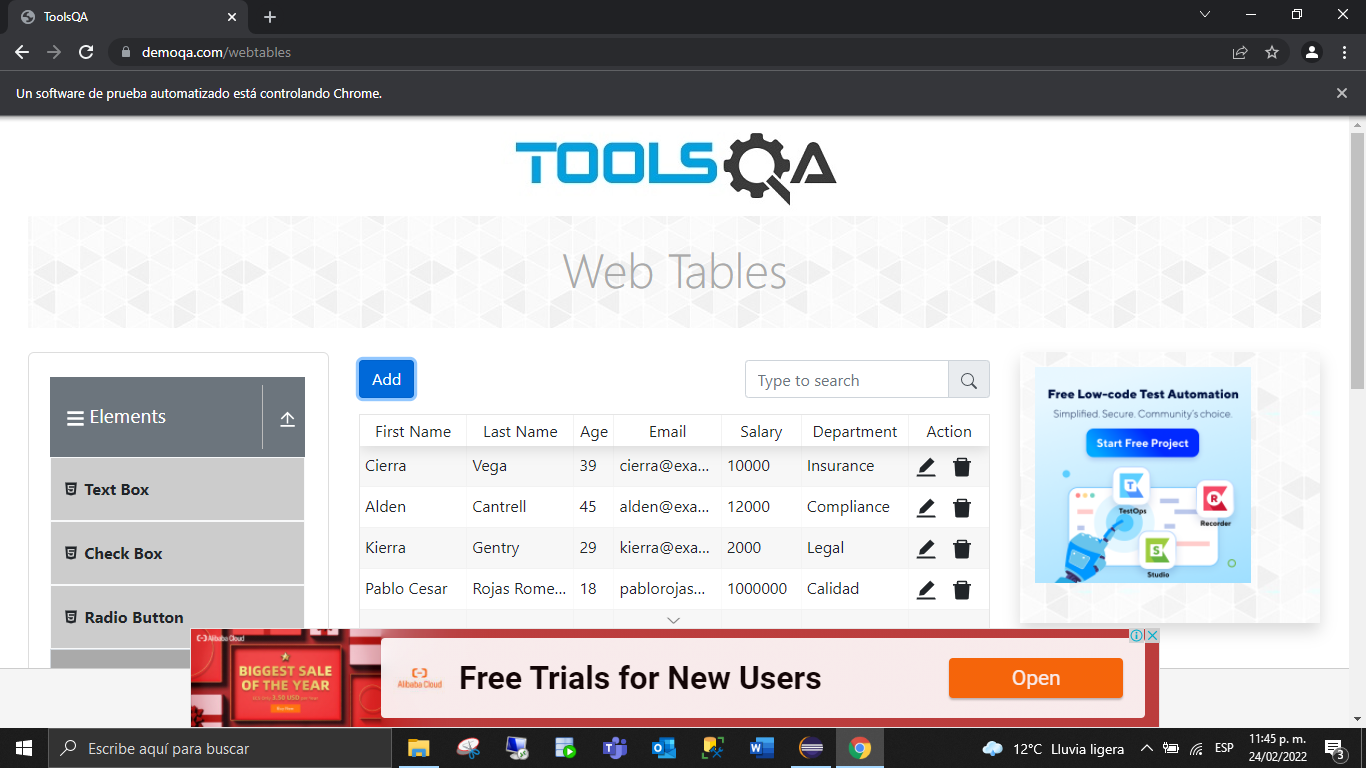 ToolsQA
demoqa.com/webtables
Un software de prueba automatizado está controlando Chrome.
TOOLSQA
Web Tables
Elements
Text Box
Check Box
Radio Button
Add
Type to search
First Name Last Name Age Email Salary Department Action
Cierra Vega 39 cierra@exa... 10000 Insurance
Alden Cantrell 45 alden@exa... 12000 Compliance
Kierra Gentry 29 kierra@exa... 2000 Legal
Pablo Cesar Rojas Rome... 18 pablorojas... 1000000 Calidad
Free Low-code Test Automation
Simplified. Secure. Community's choice.
Start Free Project
TestOps
Recorder
Studio
Alibaba Cloud
BIGGEST SALE
OF THE YEAR
Alibaba Cloud
Free Trials for New Users
Open
Escribe aquí para buscar
12°C Lluvia ligera
ESP
11:45 p. m.
24/02/2022
3